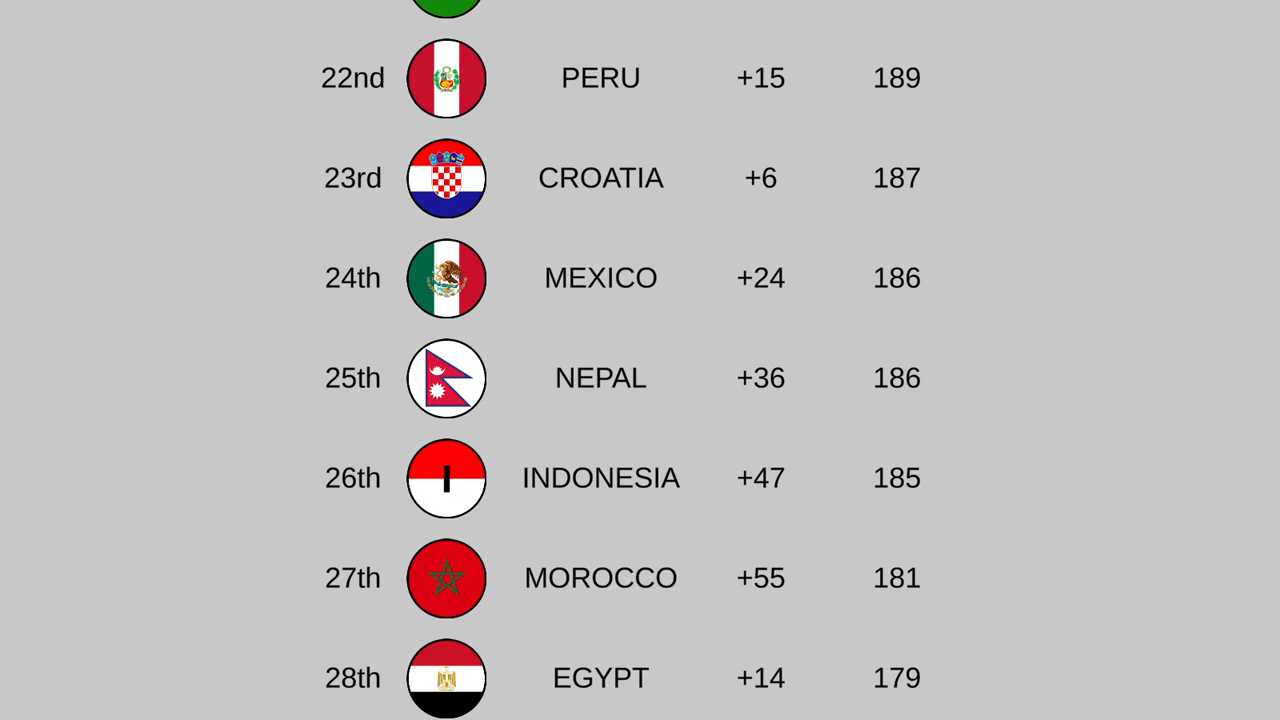 22nd PERU +15 189
23rd CROATIA +6 187
24th MEXICO +24 186
25th NEPAL +36 186
26th I INDONESIA +47 185
27th MOROCCO +55 181
28th EGYPT +14 179